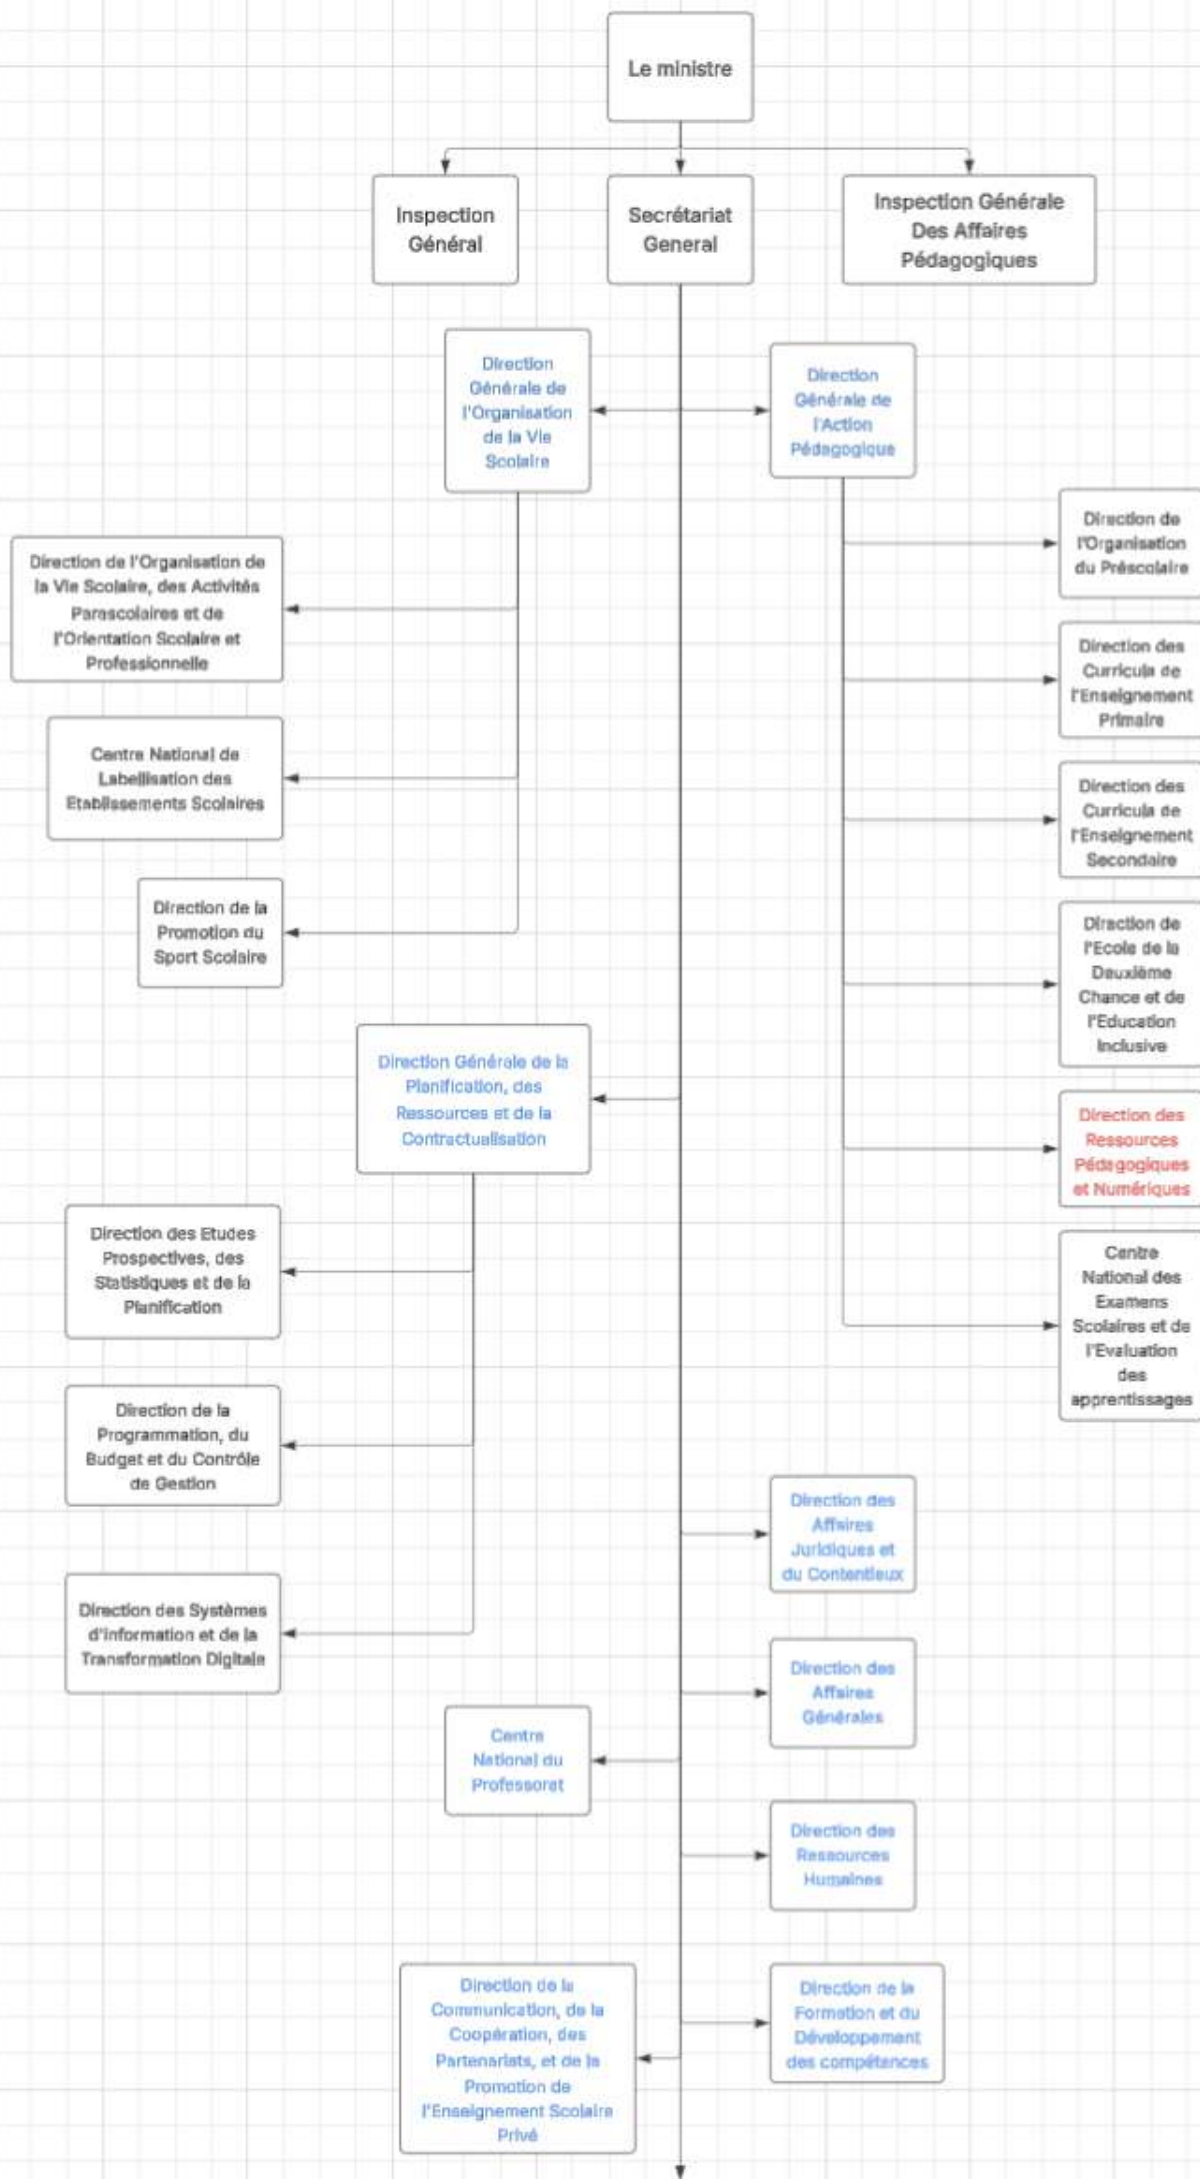 Le ministre
Inspection
Général
Secrétariat
General
Inspection Générale
Des Affaires
Pédagogiques
Direction
Générale de
l'Organisation
de la Vie
Scolaire
Direction
Générale de
l'Action
Pédagogique
Direction de
l'Organisation
du Préscolaire
Direction de l'Organisation de
la Vie Scolaire, des Activités
Parascolaires et de
l'Orientation Scolaire et
Professionnelle
Direction des
Curricula de
l'Enseignement
Primaire
Centre National de
Labellisation des
Etablissements Scolaires
Direction des
Curricula de
l'Enseignement
Secondaire
Direction de la
Promotion du
Sport Scolaire
Direction de
l'Ecole de la
Deuxième
Chance et de
l'Education
Inclusive
Direction Générale de la
Planification, des
Ressources et de la
Contractualisation
Direction des
Ressources
Pédagogiques
et Numériques
Direction des Etudes
Prospectives, des
Statistiques et de la
Planification
Centre
National des
Examens
Scolaires et de
l'Evaluation
des
apprentissages
Direction de la
Programmation, du
Budget et du Contrôle
de Gestion
Direction des
Affaires
Juridiques et
du Contentieux
Direction des Systèmes
d'information et de la
Transformation Digitale
Direction des
Affaires
Générales
Centre
National du
Professorat
Direction des
Ressources
Humaines
Direction de la
Communication, de la
Coopération, des
Partenariats, et de la
Promotion de
l'Enseignement Scolaire
Privé
Direction de la
Formation et du
Développement
des compétences